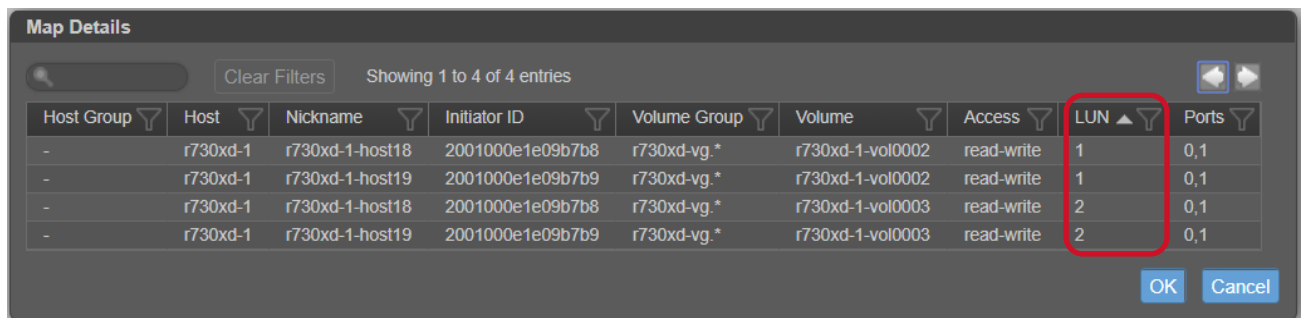 Map Details
Clear Filters Showing 1 to 4 of 4 entries
Host Group Host Nickname Initiator ID Volume Group Volume Access LUN Ports
- r730xd-1 r730xd-1-host18 2001000e1e09b7b8 r730xd-vg.* r730xd-1-vol0002 read-write 1 0,1
- r730xd-1 r730xd-1-host19 2001000e1e09b7b9 r730xd-vg.* r730xd-1-vol0002 read-write 1 0,1
- r730xd-1 r730xd-1-host18 2001000e1e09b7b8 r730xd-vg.* r730xd-1-vol0003 read-write 2 0,1
- r730xd-1 r730xd-1-host19 2001000e1e09b7b9 r730xd-vg.* r730xd-1-vol0003 read-write 2 0,1
OK Cancel